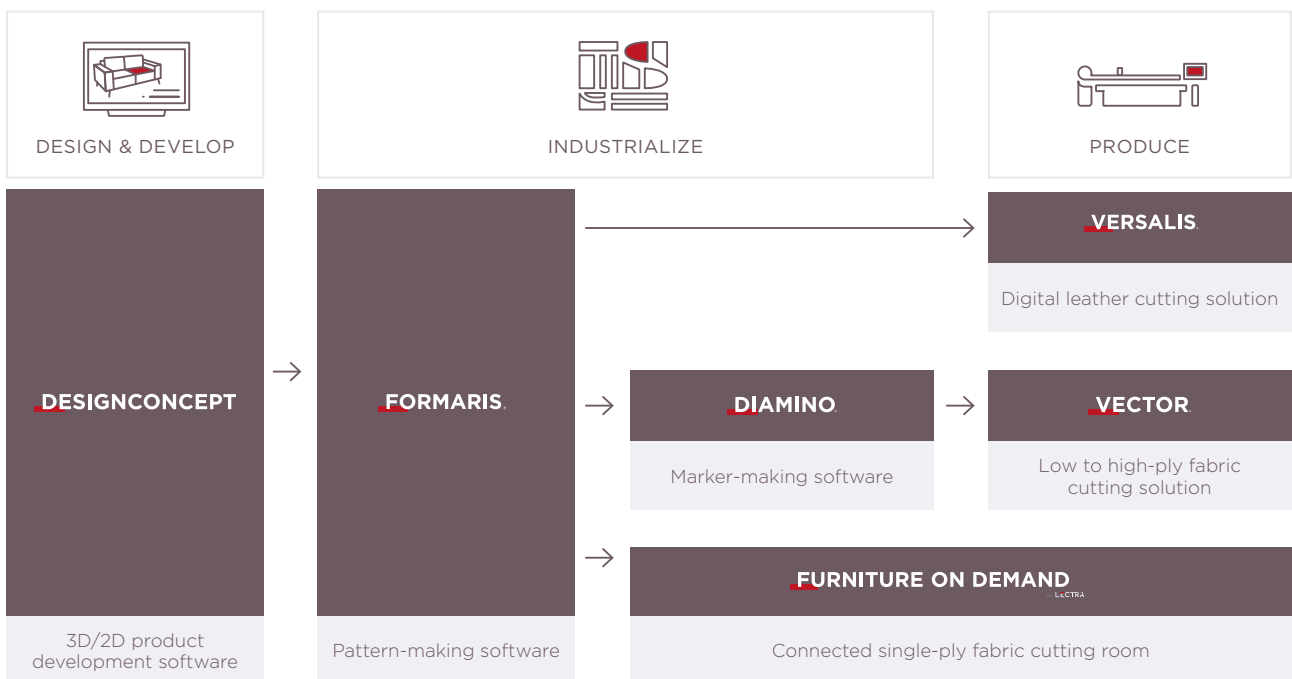 DESIGN & DEVELOP
INDUSTRIALIZE
PRODUCE
VERSALIS
Digital leather cutting solution
DESIGNCONCEPT
FORMARIS
DIAMINO
VECTOR
Marker-making software
Low to high-ply fabric
cutting solution
FURNITURE ON DEMAND
LECTRA
3D/2D product
development software
Pattern-making software
Connected single-ply fabric cutting room